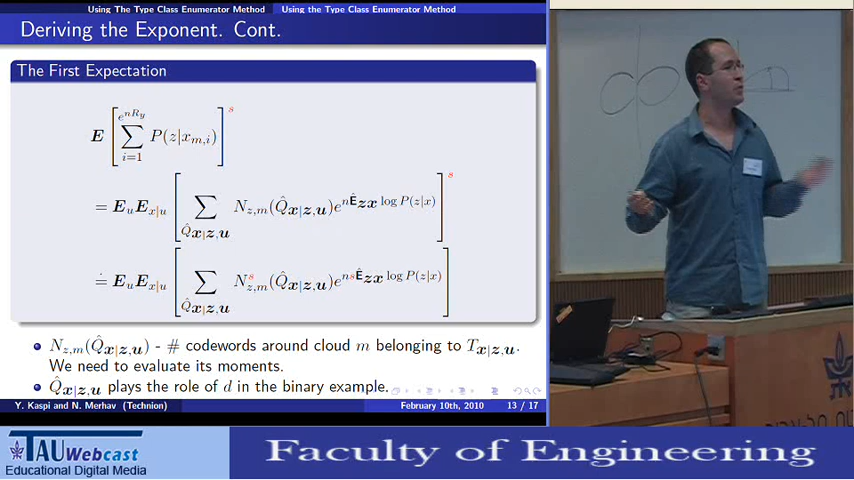 Using The Type Class Enumerator Method Using the Type Class Enumerator Method
Deriving the Exponent. Cont.
The First Expectation
E [ ∑_{i=1}^{e^{nR_y}} P(z|x_{m,i}) ]^s
= E_u E_{x|u} [ ∑_{Q̂_{x|z,u}} N_{z,m}(Q̂_{x|z,u}) e^{nÊ_{zx} log P(z|x)} ]^s
≐ E_u E_{x|u} [ ∑_{Q̂_{x|z,u}} N^s_{z,m}(Q̂_{x|z,u}) e^{nsÊ_{zx} log P(z|x)} ]
N_{z,m}(Q̂_{x|z,u}) - # codewords around cloud m belonging to T_{x|z,u}.
We need to evaluate its moments.
Q̂_{x|z,u} plays the role of d in the binary example.
Y. Kaspi and N. Merhav (Technion) February 10th, 2010 13 / 17
TAU Webcast
Educational Digital Media
Faculty of Engineering